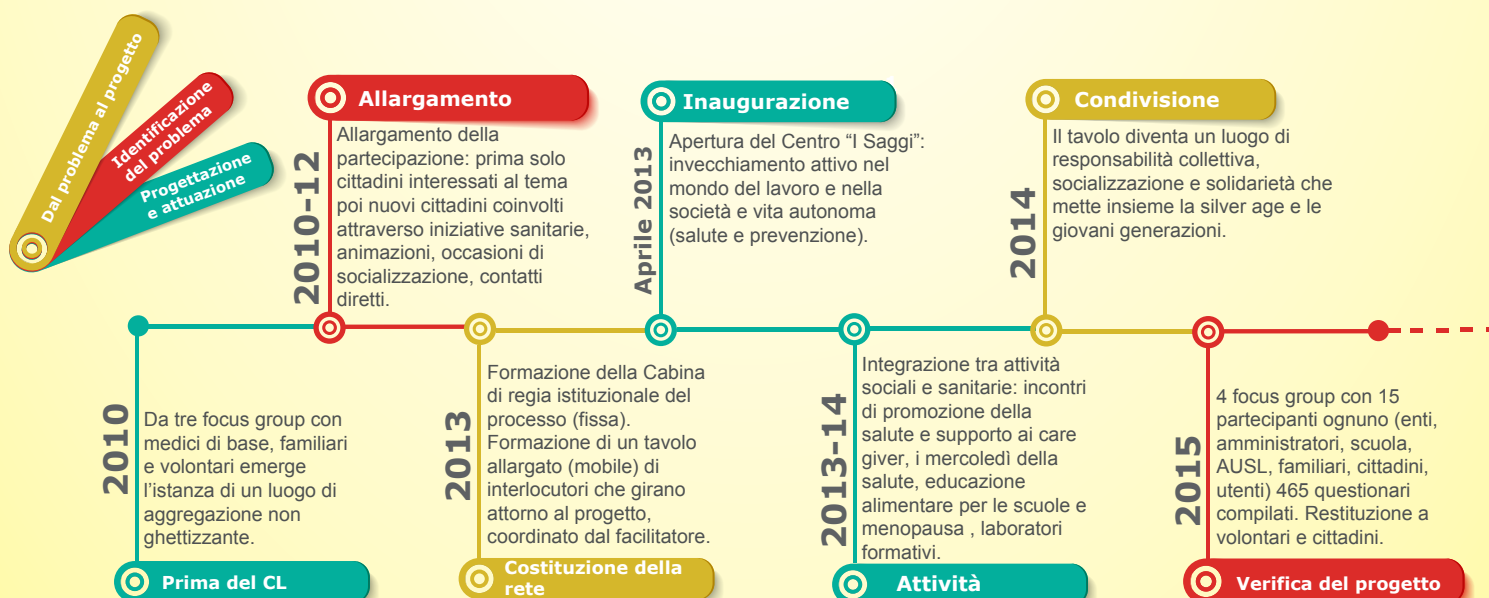 Dal problema al progetto
Identificazione
del problema
Progettazione
e attuazione
Allargamento
2010-12
Allargamento della
partecipazione: prima solo
cittadini interessati al tema
poi nuovi cittadini coinvolti
attraverso iniziative sanitarie,
animazioni, occasioni di
socializzazione, contatti
diretti.
Inaugurazione
Aprile 2013
Apertura del Centro “I Saggi”:
invecchiamento attivo nel
mondo del lavoro e nella
società e vita autonoma
(salute e prevenzione).
Condivisione
2014
Il tavolo diventa un luogo di
responsabilità collettiva,
socializzazione e solidarietà che
mette insieme la silver age e le
giovani generazioni.
2010
Da tre focus group con
medici di base, familiari
e volontari emerge
l’istanza di un luogo di
aggregazione non
ghettizzante.
Prima del CL
2013
Formazione della Cabina
di regia istituzionale del
processo (fissa).
Formazione di un tavolo
allargato (mobile) di
interlocutori che girano
attorno al progetto,
coordinato dal facilitatore.
Costituzione della
rete
2013-14
Integrazione tra attività
sociali e sanitarie: incontri
di promozione della
salute e supporto ai care
giver, i mercoledì della
salute, educazione
alimentare per le scuole e
menopausa , laboratori
formativi.
Attività
2015
4 focus group con 15
partecipanti ognuno (enti,
amministratori, scuola,
AUSL, familiari, cittadini,
utenti) 465 questionari
compilati. Restituzione a
volontari e cittadini.
Verifica del progetto